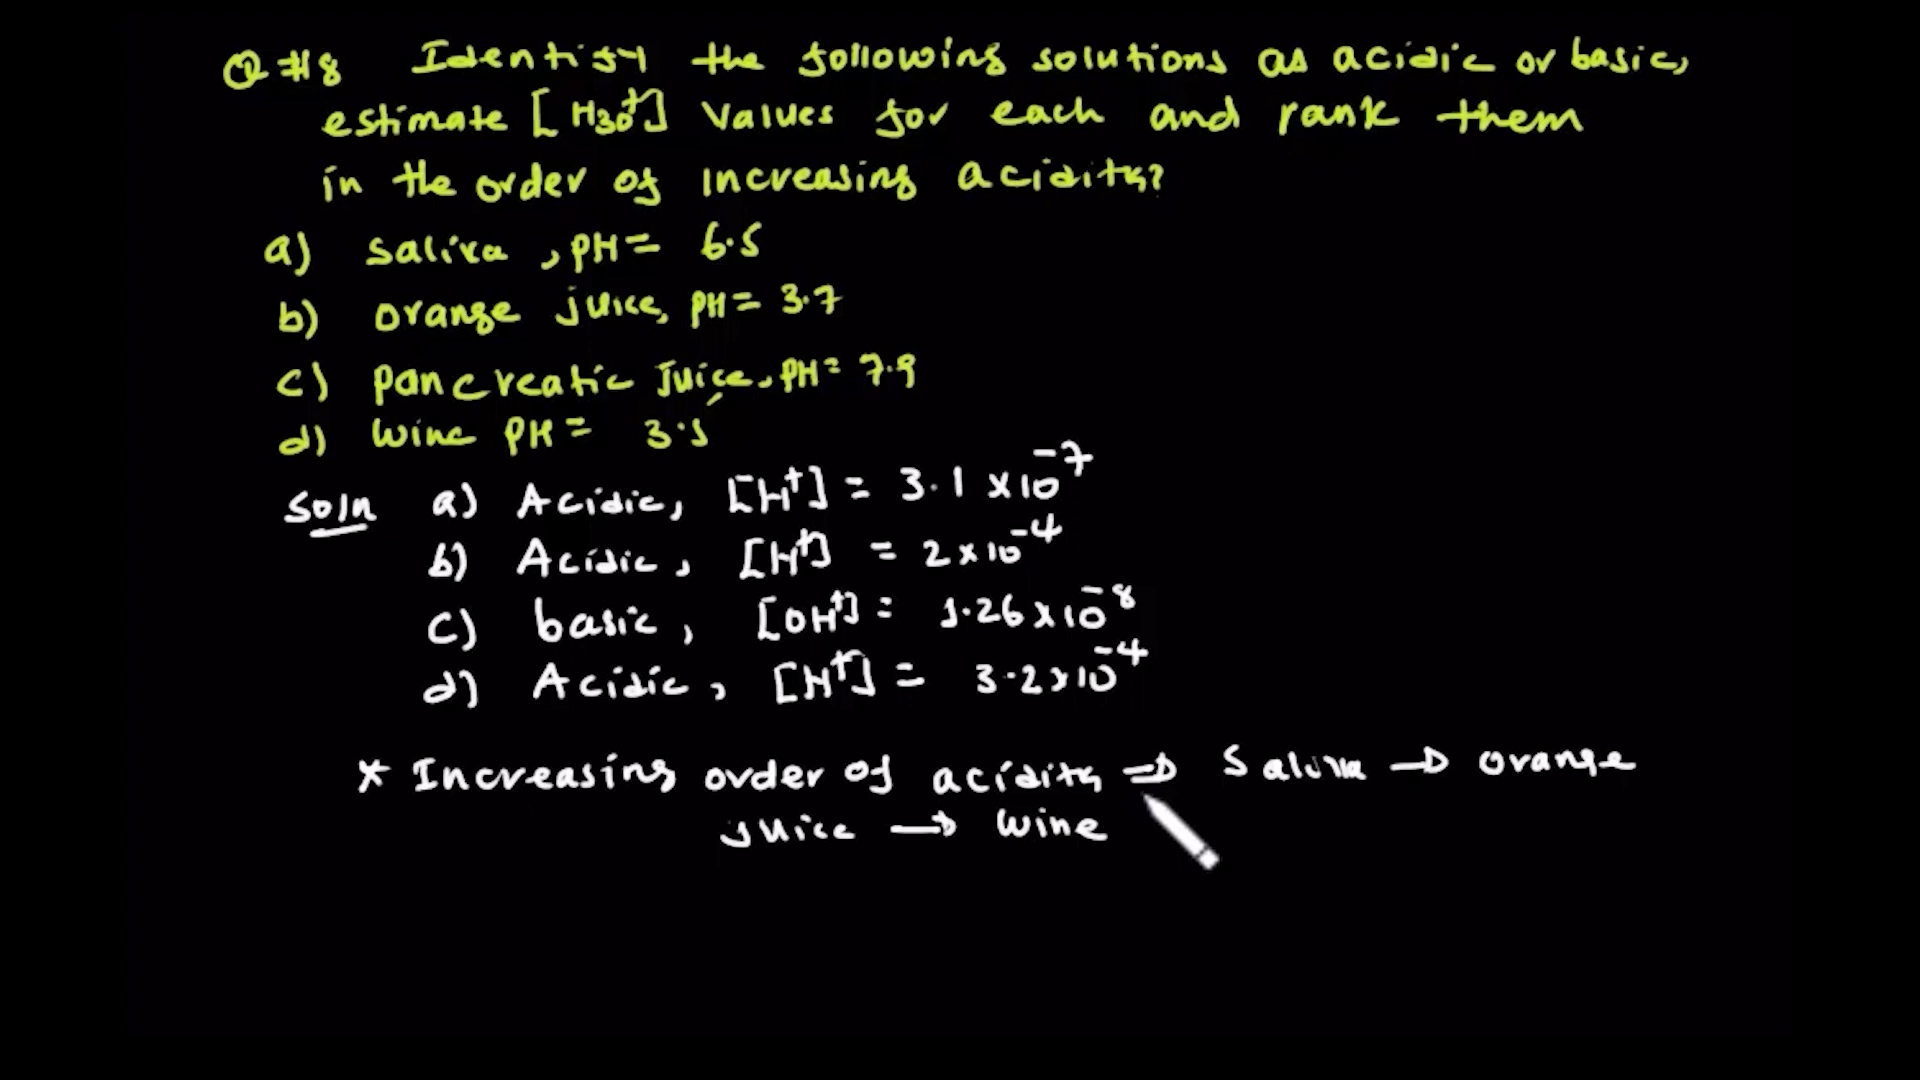 Q#8 Identify the following solutions as acidic or basic,
estimate [H3O+] values for each and rank them
in the order of increasing acidity?
a) saliva, pH = 6.5
b) orange juice, pH = 3.7
c) pancreatic juice, pH = 7.9
d) wine pH = 3.5
Soln a) Acidic, [H+] = 3.1 x 10^-7
b) Acidic, [H+] = 2 x 10^-4
c) basic, [OH+] = 1.26 x 10^-8
d) Acidic, [H+] = 3.2 x 10^-4
* Increasing order of acidity ⇒ Saliva → orange
juice → wine